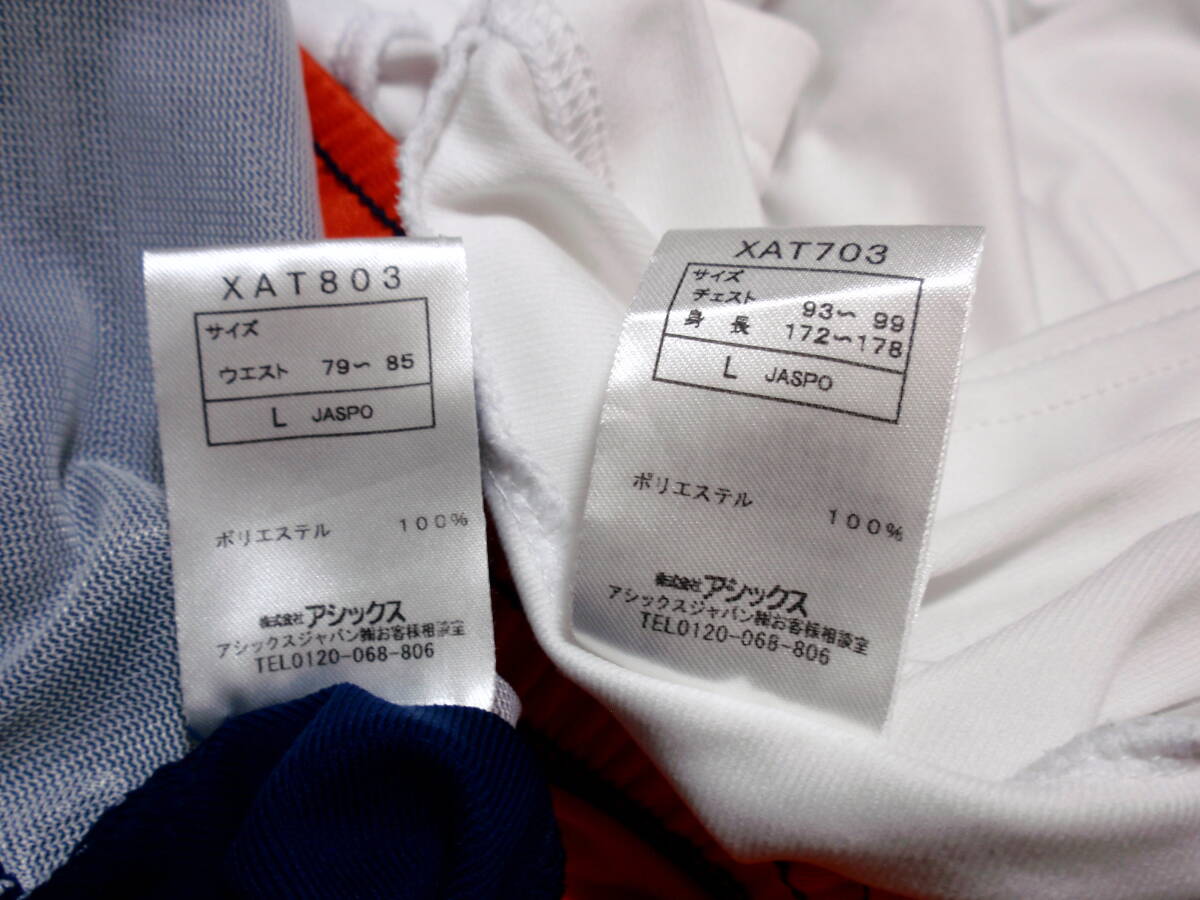 XAT803
サイズ
ウエスト 79～ 85
L JASPO
ポリエステル 100%
株式会社アシックス
アシックスジャパン㈱お客様相談室
TEL0120-068-806
XAT703
サイズ
チェスト 93～ 99
身 長 172～178
L JASPO
ポリエステル 100%
株式会社アシックス
アシックスジャパン㈱お客様相談室
TEL0120-068-806